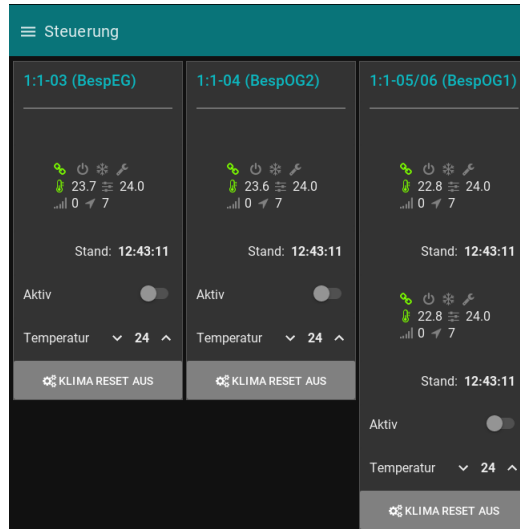 Steuerung
1:1-03 (BespEG)
23.7 24.0
0 7
Stand: 12:43:11
Aktiv
Temperatur 24
KLIMA RESET AUS
1:1-04 (BespOG2)
23.6 24.0
0 7
Stand: 12:43:11
Aktiv
Temperatur 24
KLIMA RESET AUS
1:1-05/06 (BespOG1)
22.8 24.0
0 7
Stand: 12:43:11
22.8 24.0
0 7
Stand: 12:43:11
Aktiv
Temperatur 24
KLIMA RESET AUS